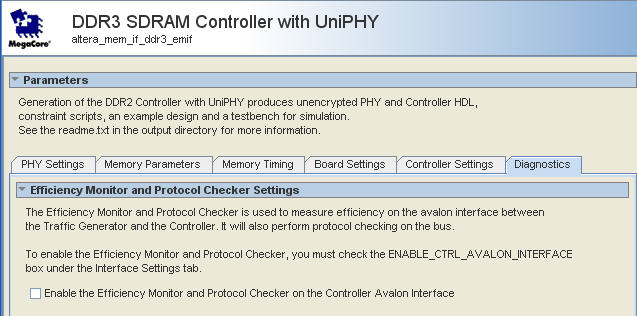 DDR3 SDRAM Controller with UniPHY
MegaCore®
altera_mem_if_ddr3_emif
Parameters
Generation of the DDR2 Controller with UniPHY produces unencrypted PHY and Controller HDL,
constraint scripts, an example design and a testbench for simulation.
See the readme.txt in the output directory for more information.
PHY Settings Memory Parameters Memory Timing Board Settings Controller Settings Diagnostics
Efficiency Monitor and Protocol Checker Settings
The Efficiency Monitor and Protocol Checker is used to measure efficiency on the avalon interface between
the Traffic Generator and the Controller. It will also perform protocol checking on the bus.
To enable the Efficiency Monitor and Protocol Checker, you must check the ENABLE_CTRL_AVALON_INTERFACE
box under the Interface Settings tab.
Enable the Efficiency Monitor and Protocol Checker on the Controller Avalon Interface